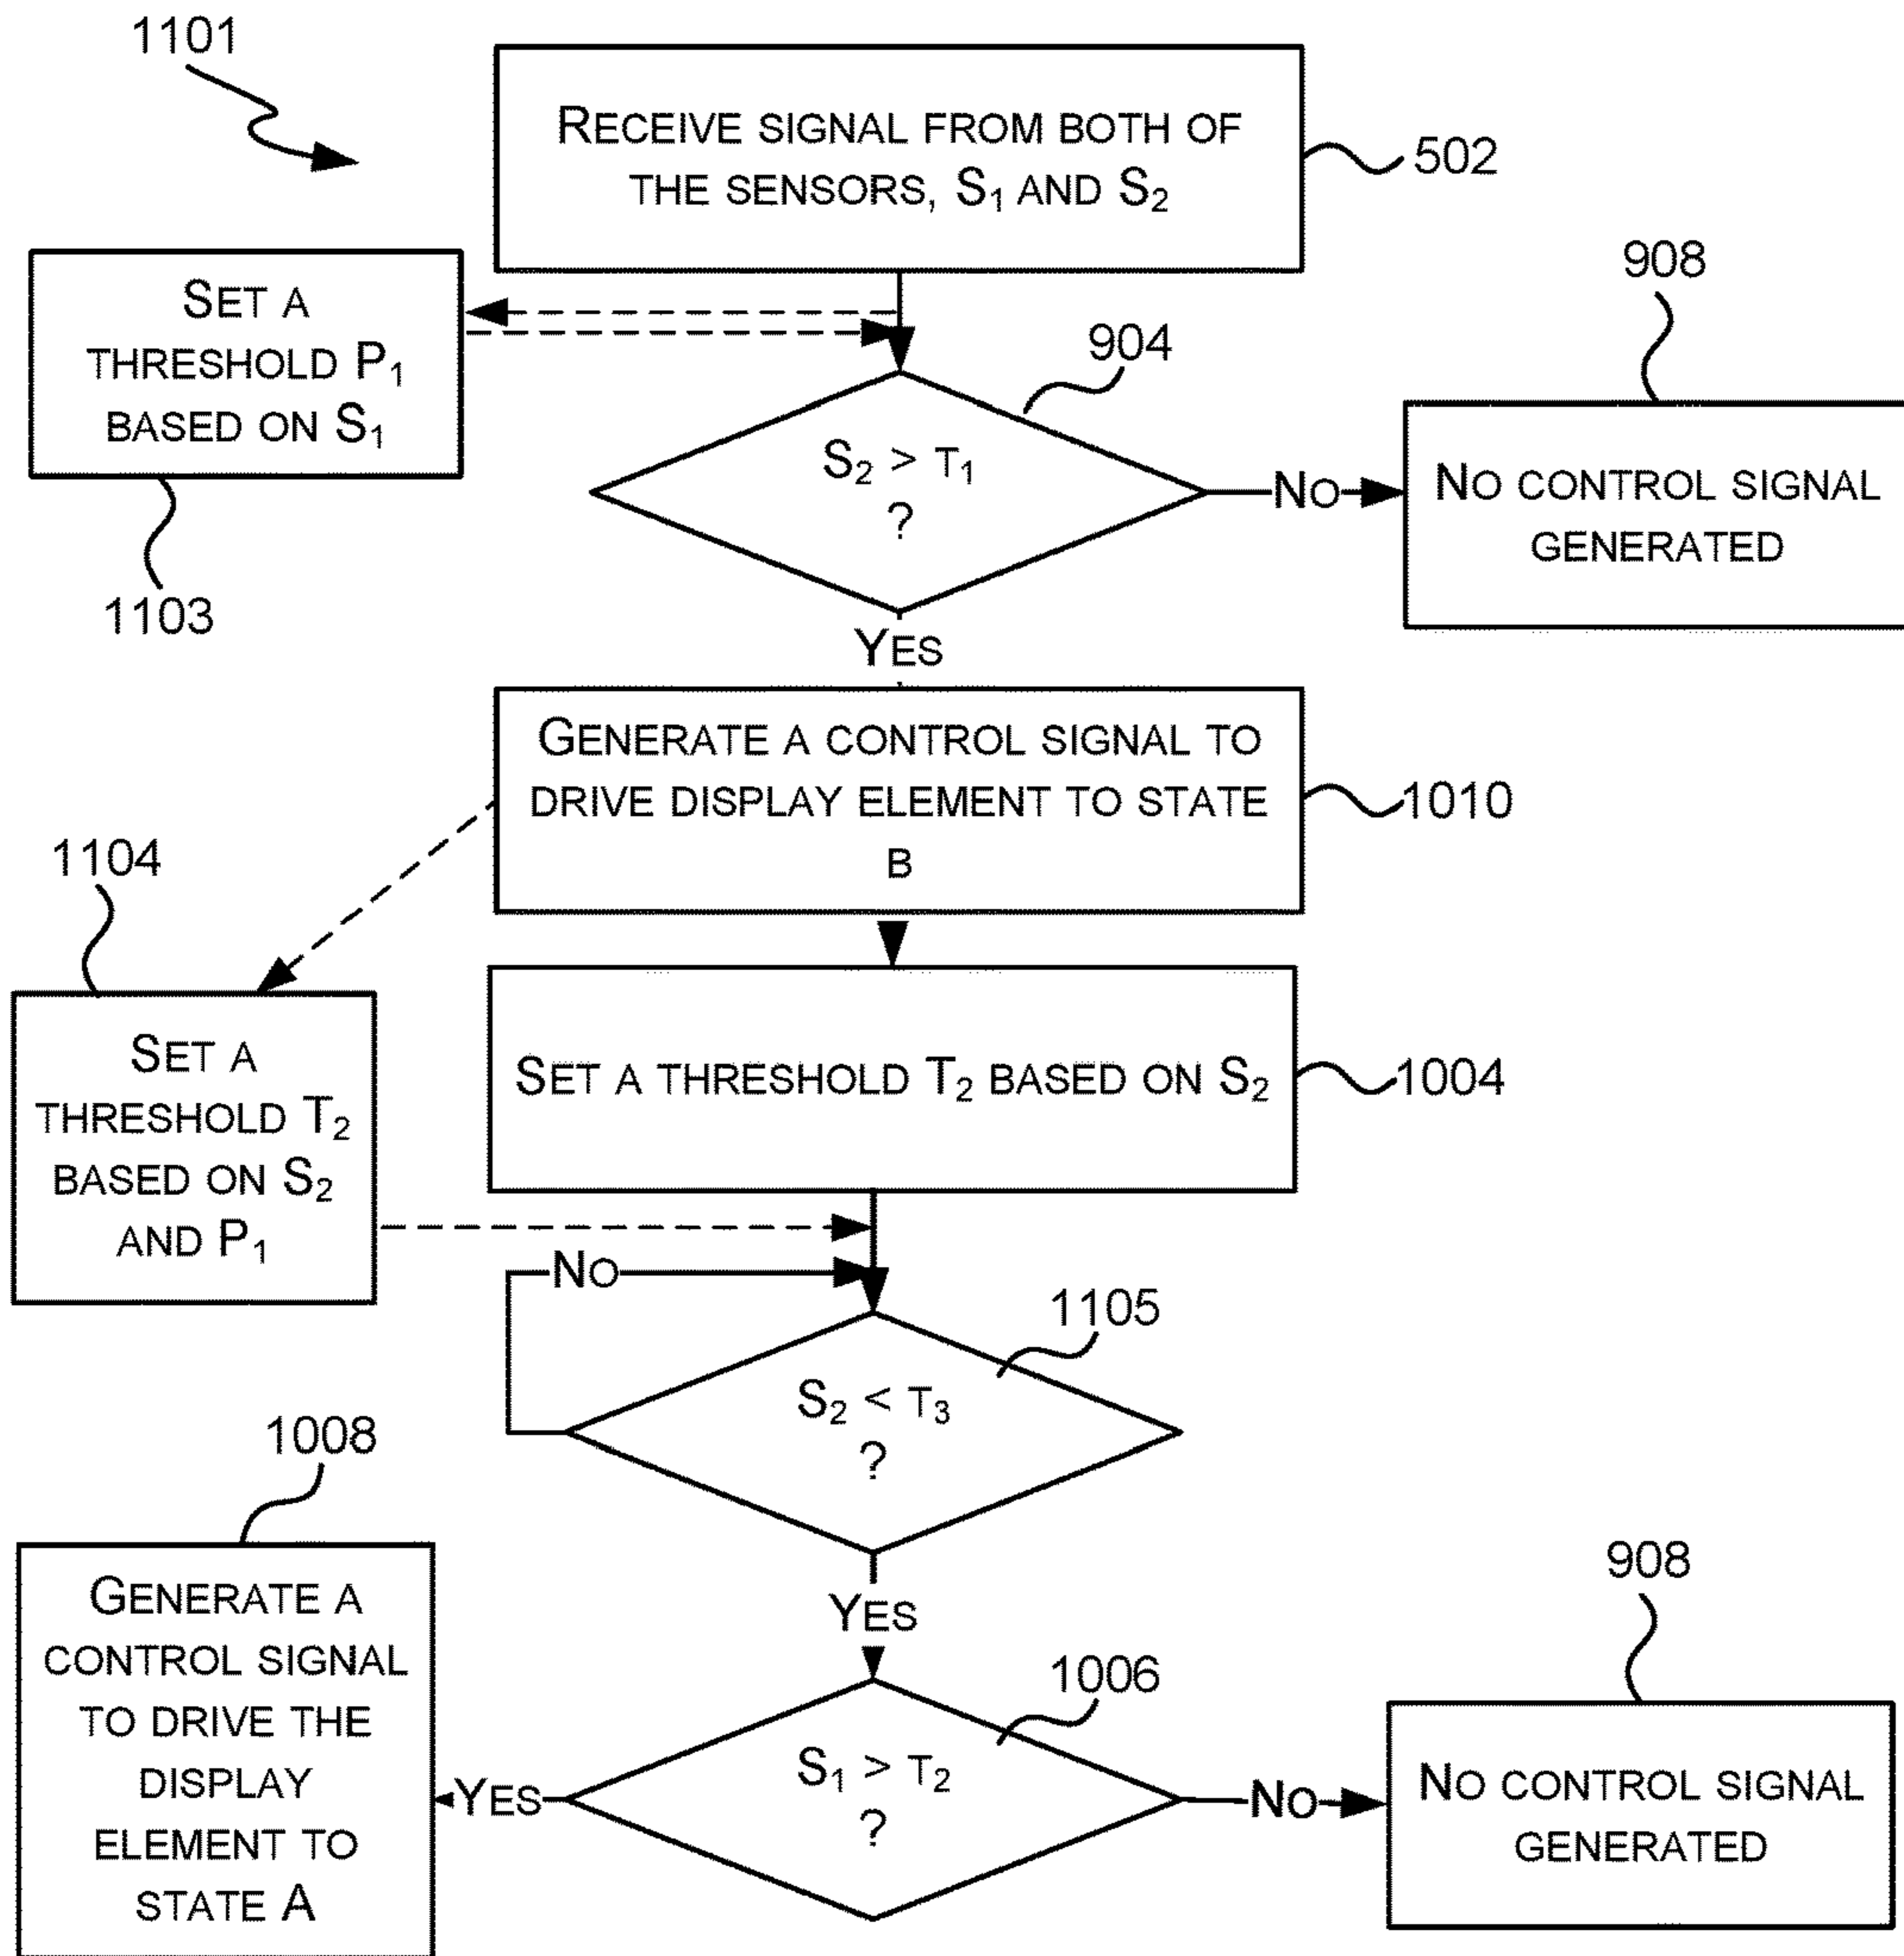 1101
RECEIVE SIGNAL FROM BOTH OF
THE SENSORS, S₁ AND S₂
502
SET A
THRESHOLD P₁
BASED ON S₁
1103
904
S₂ > T₁
?
NO
908
NO CONTROL SIGNAL
GENERATED
YES
GENERATE A CONTROL SIGNAL TO
DRIVE DISPLAY ELEMENT TO STATE
B
1010
1104
SET A
THRESHOLD T₂
BASED ON S₂
AND P₁
SET A THRESHOLD T₂ BASED ON S₂
1004
NO
1105
S₂ < T₃
?
YES
1008
GENERATE A
CONTROL SIGNAL
TO DRIVE THE
DISPLAY
ELEMENT TO
STATE A
YES
1006
S₁ > T₂
?
NO
908
NO CONTROL SIGNAL
GENERATED